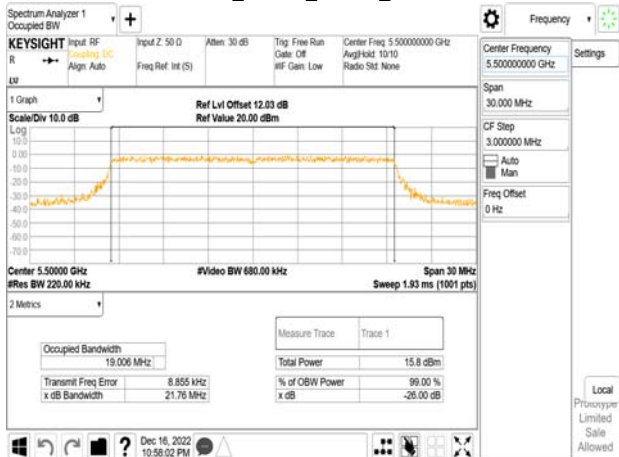 Spectrum Analyzer 1
Occupied BW
Frequency
KEYSIGHT
R
LXI
Input: RF
Coupling: DC
Align: Auto
Input Z: 50 Ω
Freq Ref: Int (S)
Atten: 30 dB
Trig: Free Run
Gate: Off
#IF Gain: Low
Center Freq: 5.500000000 GHz
Avg|Hold: 10/10
Radio Std: None
Center Frequency
5.500000000 GHz
Settings
Span
30.000 MHz
CF Step
3.000000 MHz
Auto
Man
Freq Offset
0 Hz
1 Graph
Scale/Div 10.0 dB
Ref Lvl Offset 12.03 dB
Ref Value 20.00 dBm
Log
10.0
0.00
-10.0
-20.0
-30.0
-40.0
-50.0
-60.0
-70.0
Center 5.50000 GHz
#Res BW 220.00 kHz
#Video BW 680.00 kHz
Span 30 MHz
Sweep 1.93 ms (1001 pts)
2 Metrics
Measure Trace
Trace 1
Occupied Bandwidth
19.006 MHz
Total Power
15.8 dBm
Transmit Freq Error
8.855 kHz
% of OBW Power
99.00 %
x dB Bandwidth
21.76 MHz
x dB
-26.00 dB
Local
Prototype
Limited
Sale
Allowed
?
Dec 16, 2022
10:58:02 PM